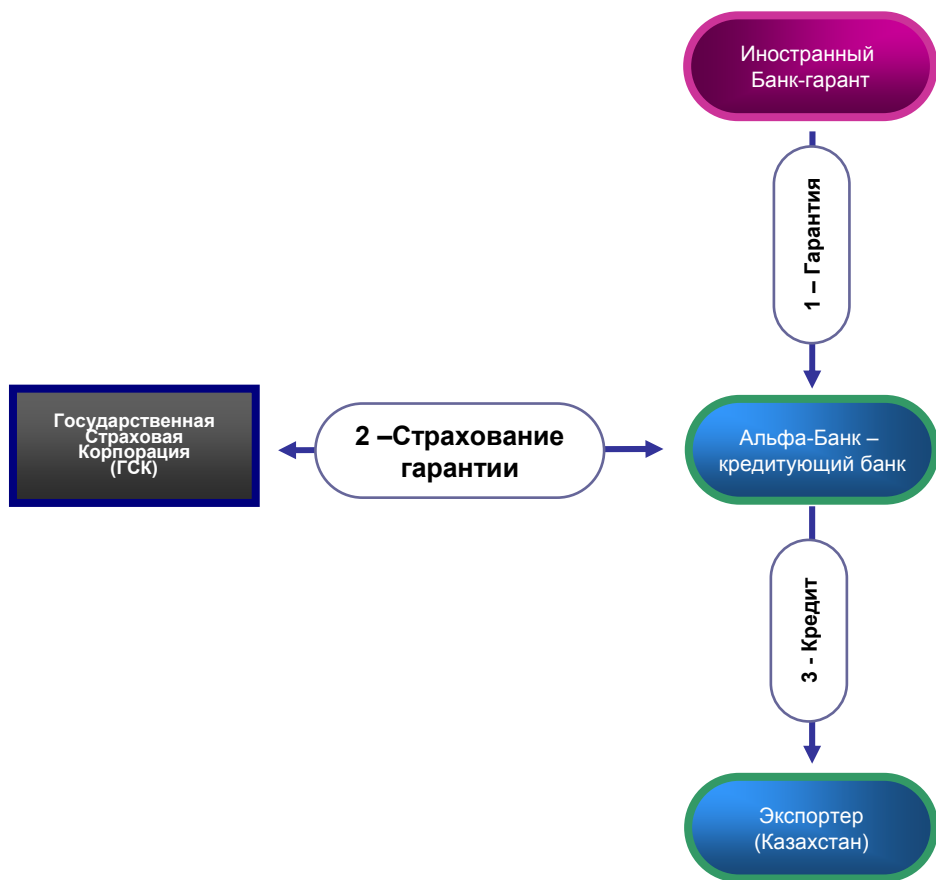 Иностранный
Банк-гарант
1 – Гарантия
Государственная
Страховая
Корпорация
(ГСК)
2 –Страхование
гарантии
Альфа-Банк –
кредитующий банк
3 - Кредит
Экспортер
(Казахстан)